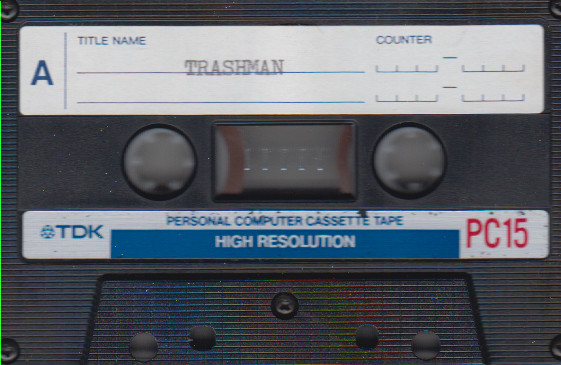 TITLE NAME COUNTER
A TRASHMAN
TDK PERSONAL COMPUTER CASSETTE TAPE
HIGH RESOLUTION PC15